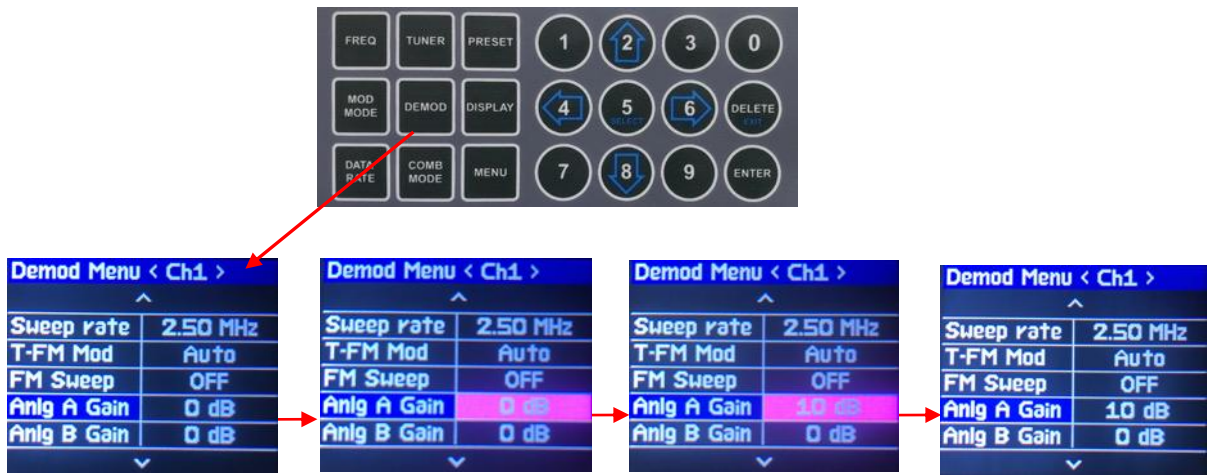 FREQ TUNER PRESET 1 2 3 0
MOD MODE DEMOD DISPLAY 4 5 SELECT 6 DELETE EXIT
DATA RATE COMB MODE MENU 7 8 9 ENTER
Demod Menu < Ch1 >
Sweep rate 2.50 MHz
T-FM Mod Auto
FM Sweep OFF
Anlg A Gain 0 dB
Anlg B Gain 0 dB
Demod Menu < Ch1 >
Sweep rate 2.50 MHz
T-FM Mod Auto
FM Sweep OFF
Anlg A Gain 0 dB
Anlg B Gain 0 dB
Demod Menu < Ch1 >
Sweep rate 2.50 MHz
T-FM Mod Auto
FM Sweep OFF
Anlg A Gain 10 dB
Anlg B Gain 0 dB
Demod Menu < Ch1 >
Sweep rate 2.50 MHz
T-FM Mod Auto
FM Sweep OFF
Anlg A Gain 10 dB
Anlg B Gain 0 dB